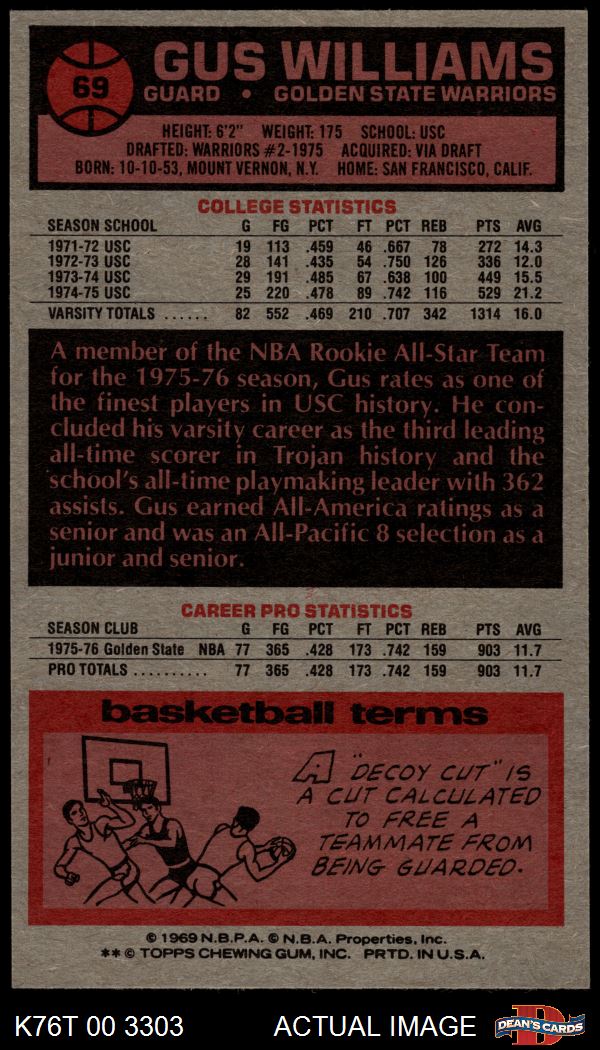 69
GUS WILLIAMS
GUARD • GOLDEN STATE WARRIORS
HEIGHT: 6'2" WEIGHT: 175 SCHOOL: USC
DRAFTED: WARRIORS #2-1975 ACQUIRED: VIA DRAFT
BORN: 10-10-53, MOUNT VERNON, N.Y. HOME: SAN FRANCISCO, CALIF.
COLLEGE STATISTICS
SEASON SCHOOL G FG PCT FT PCT REB PTS AVG
1971-72 USC 19 113 .459 46 .667 78 272 14.3
1972-73 USC 28 141 .435 54 .750 126 336 12.0
1973-74 USC 29 191 .485 67 .638 100 449 15.5
1974-75 USC 25 220 .478 89 .742 116 529 21.2
VARSITY TOTALS ...... 82 552 .469 210 .707 342 1314 16.0
A member of the NBA Rookie All-Star Team
for the 1975-76 season, Gus rates as one of
the finest players in USC history. He con-
cluded his varsity career as the third leading
all-time scorer in Trojan history and the
school's all-time playmaking leader with 362
assists. Gus earned All-America ratings as a
senior and was an All-Pacific 8 selection as a
junior and senior.
CAREER PRO STATISTICS
SEASON CLUB G FG PCT FT PCT REB PTS AVG
1975-76 Golden State NBA 77 365 .428 173 .742 159 903 11.7
PRO TOTALS .......... 77 365 .428 173 .742 159 903 11.7
basketball terms
A "DECOY CUT" IS
A CUT CALCULATED
TO FREE A
TEAMMATE FROM
BEING GUARDED.
© 1969 N.B.P.A. © N.B.A. Properties, Inc.
** © TOPPS CHEWING GUM, INC. PRTD. IN U.S.A.
K76T 00 3303 ACTUAL IMAGE
D
DEAN'S CARDS